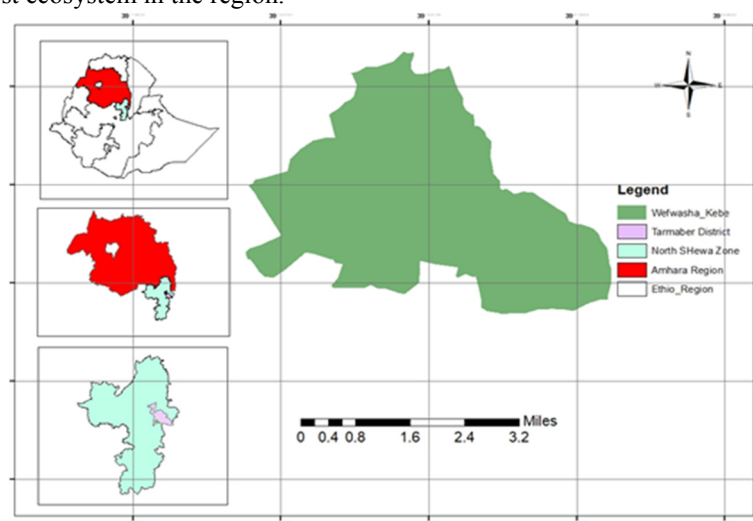 st ecosystem in the region.
N
W E
S
Legend
Wefwasha_Kebe
Tarmaber District
North SHewa Zone
Amhara Region
Ethio_Region
Miles
0 0.4 0.8 1.6 2.4 3.2